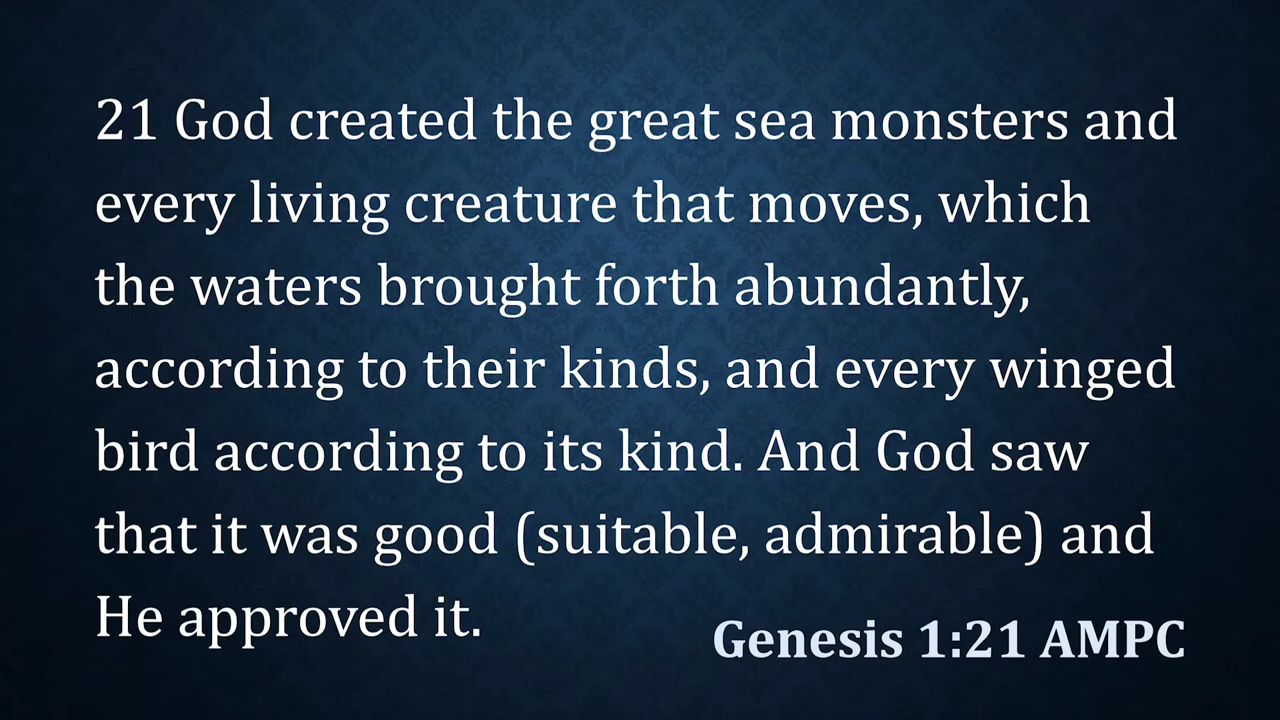 21 God created the great sea monsters and
every living creature that moves, which
the waters brought forth abundantly,
according to their kinds, and every winged
bird according to its kind. And God saw
that it was good (suitable, admirable) and
He approved it.
Genesis 1:21 AMPC